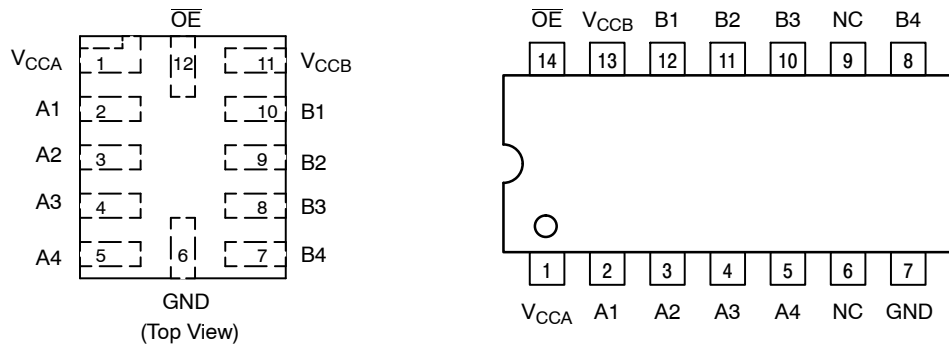 O̅E̅
V_CCA 1 12 11 V_CCB
A1 2 10 B1
A2 3 9 B2
A3 4 8 B3
A4 5 6 7 B4
GND
(Top View)
O̅E̅ V_CCB B1 B2 B3 NC B4
14 13 12 11 10 9 8
1 2 3 4 5 6 7
V_CCA A1 A2 A3 A4 NC GND